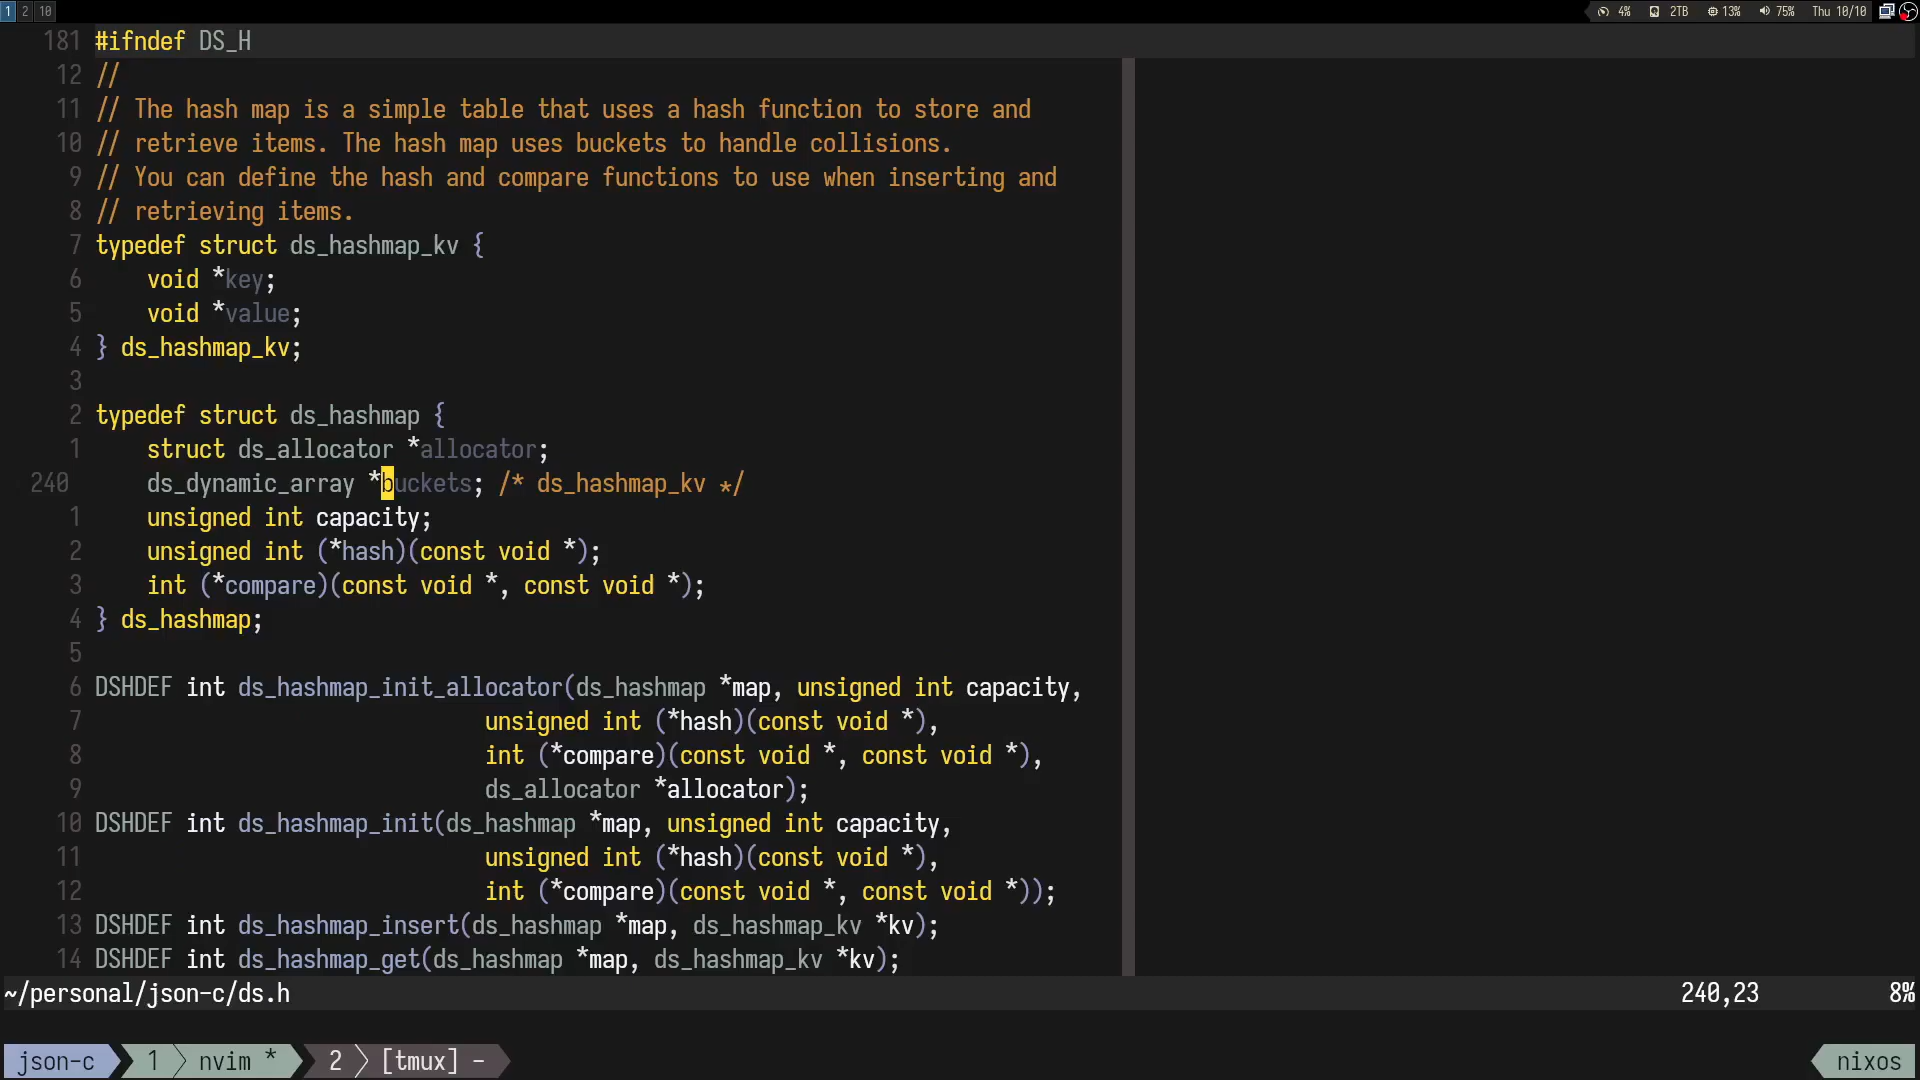 1 2 10 4% 2TB 13% 75% Thu 10/10
181 #ifndef DS_H
12 //
11 // The hash map is a simple table that uses a hash function to store and
10 // retrieve items. The hash map uses buckets to handle collisions.
9 // You can define the hash and compare functions to use when inserting and
8 // retrieving items.
7 typedef struct ds_hashmap_kv {
6     void *key;
5     void *value;
4 } ds_hashmap_kv;
3
2 typedef struct ds_hashmap {
1     struct ds_allocator *allocator;
240     ds_dynamic_array *buckets; /* ds_hashmap_kv */
1     unsigned int capacity;
2     unsigned int (*hash)(const void *);
3     int (*compare)(const void *, const void *);
4 } ds_hashmap;
5
6 DSHDEF int ds_hashmap_init_allocator(ds_hashmap *map, unsigned int capacity,
7                               unsigned int (*hash)(const void *),
8                               int (*compare)(const void *, const void *),
9                               ds_allocator *allocator);
10 DSHDEF int ds_hashmap_init(ds_hashmap *map, unsigned int capacity,
11                               unsigned int (*hash)(const void *),
12                               int (*compare)(const void *, const void *));
13 DSHDEF int ds_hashmap_insert(ds_hashmap *map, ds_hashmap_kv *kv);
14 DSHDEF int ds_hashmap_get(ds_hashmap *map, ds_hashmap_kv *kv);
~/personal/json-c/ds.h 240,23 8%
json-c 1 nvim * 2 [tmux] - nixos